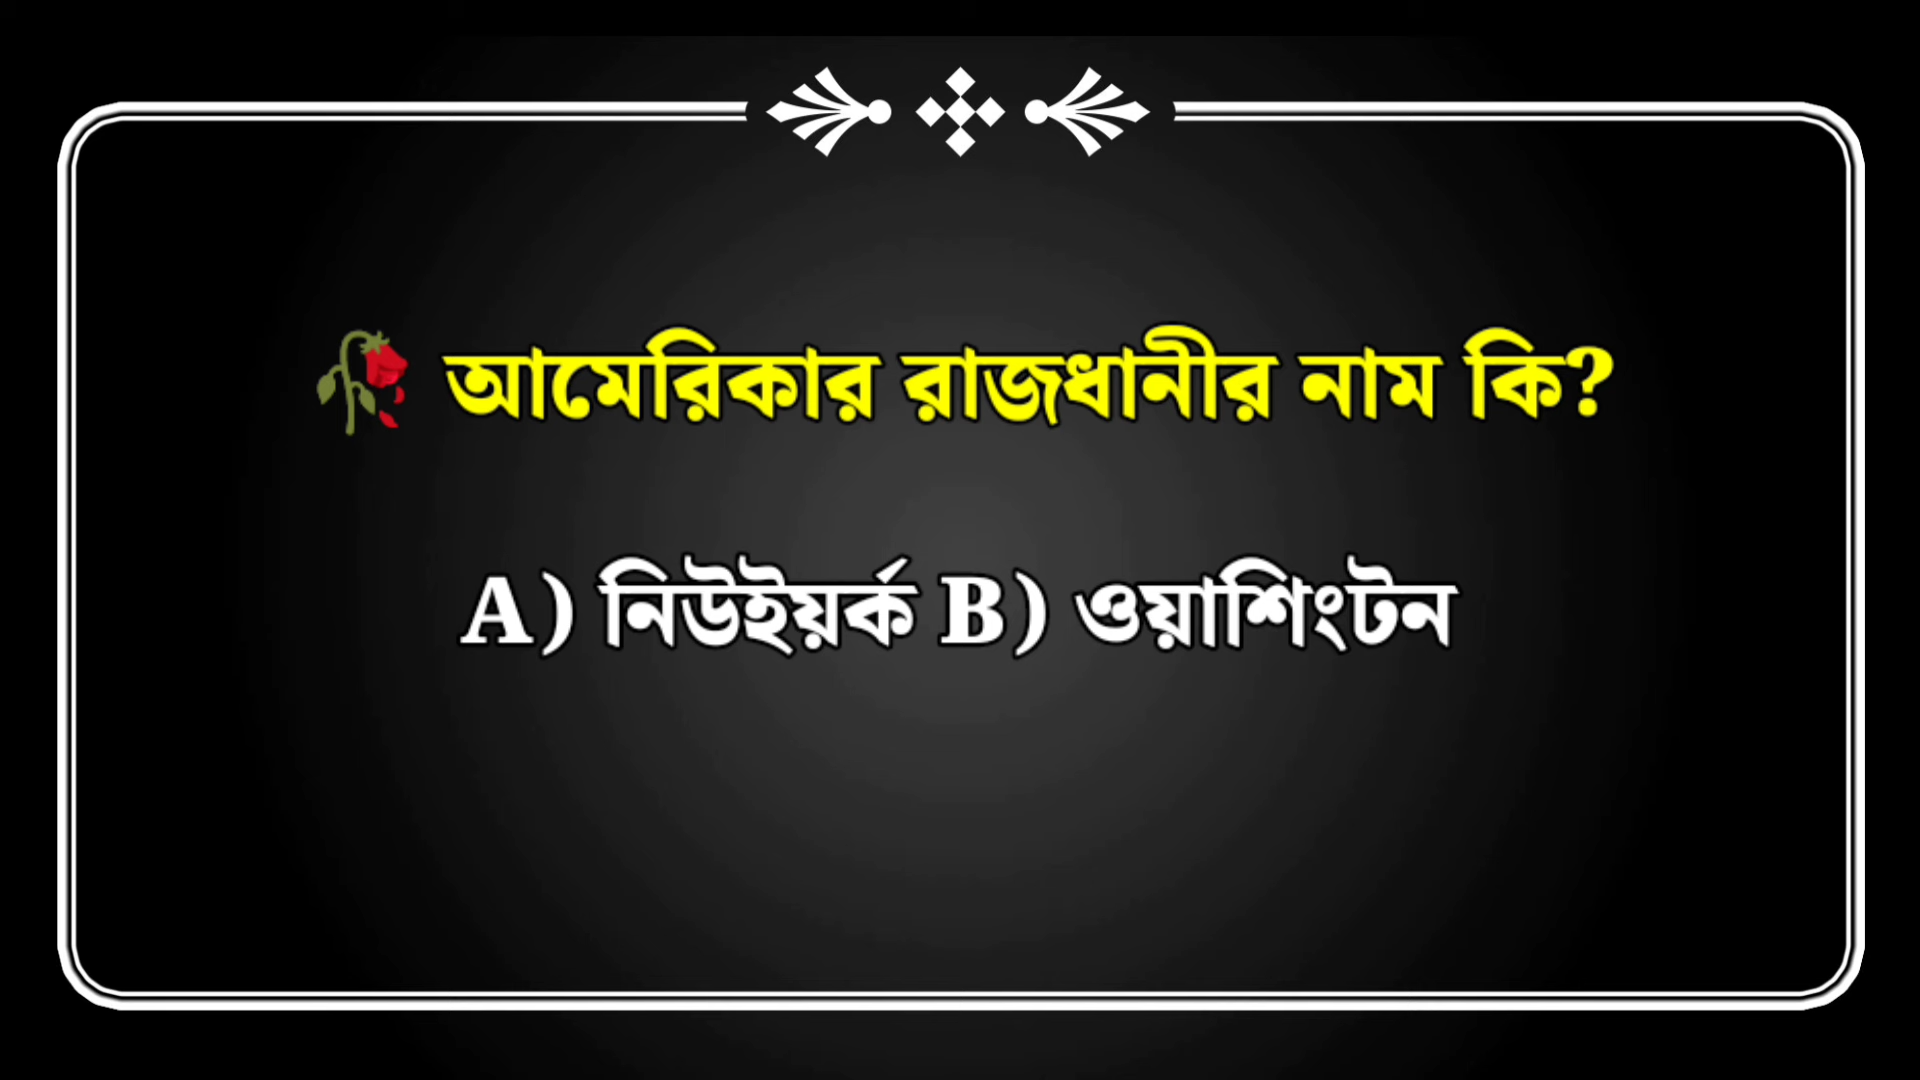 🥀 আমেরিকার রাজধানীর নাম কি?
A) নিউইয়র্ক B) ওয়াশিংটন